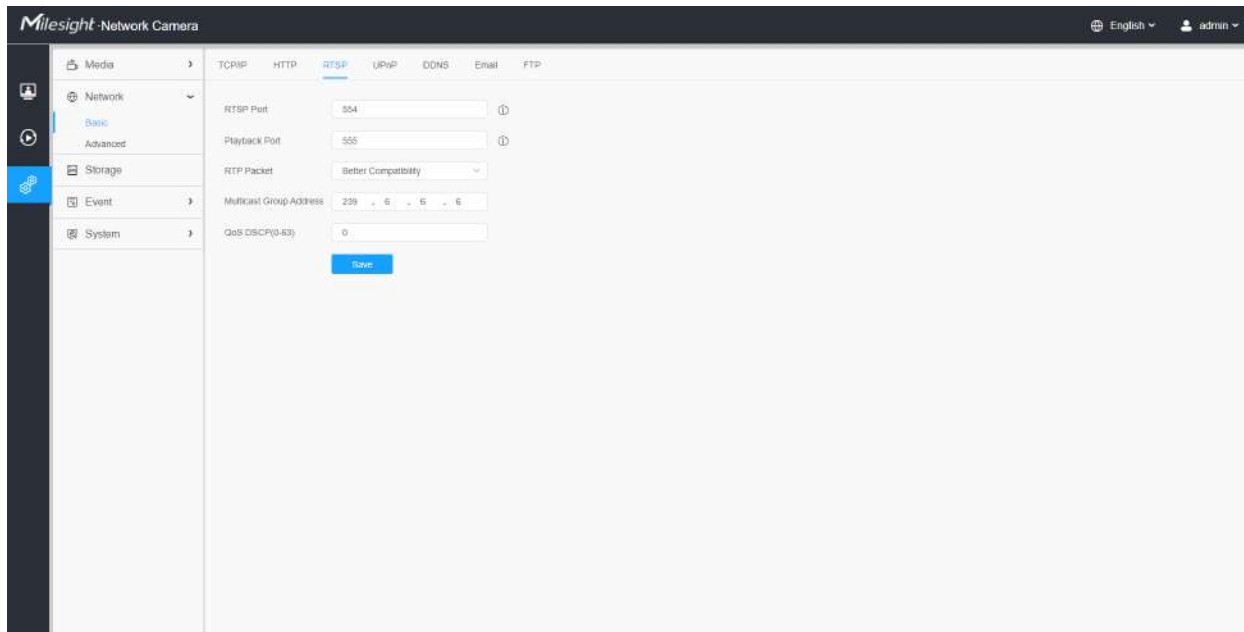 Milesight·Network Camera
English
admin
Media
Network
Basic
Advanced
Storage
Event
System
TCP/IP HTTP RTSP UPnP DDNS Email FTP
RTSP Port 554
Playback Port 555
RTP Packet Better Compatibility
Multicast Group Address 239 . 6 . 6 . 6
QoS DSCP(0-63) 0
Save